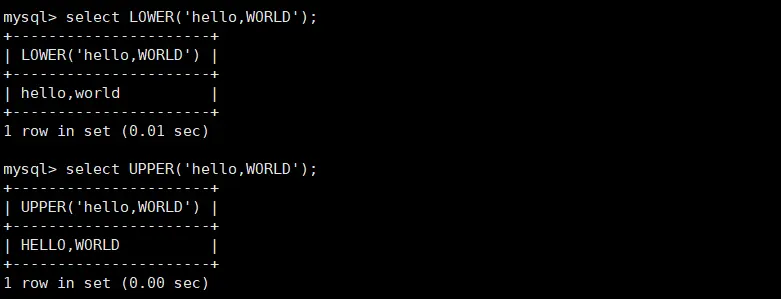 mysql> select LOWER('hello,WORLD');
+----------------------+
| LOWER('hello,WORLD') |
+----------------------+
| hello,world          |
+----------------------+
1 row in set (0.01 sec)

mysql> select UPPER('hello,WORLD');
+----------------------+
| UPPER('hello,WORLD') |
+----------------------+
| HELLO,WORLD          |
+----------------------+
1 row in set (0.00 sec)